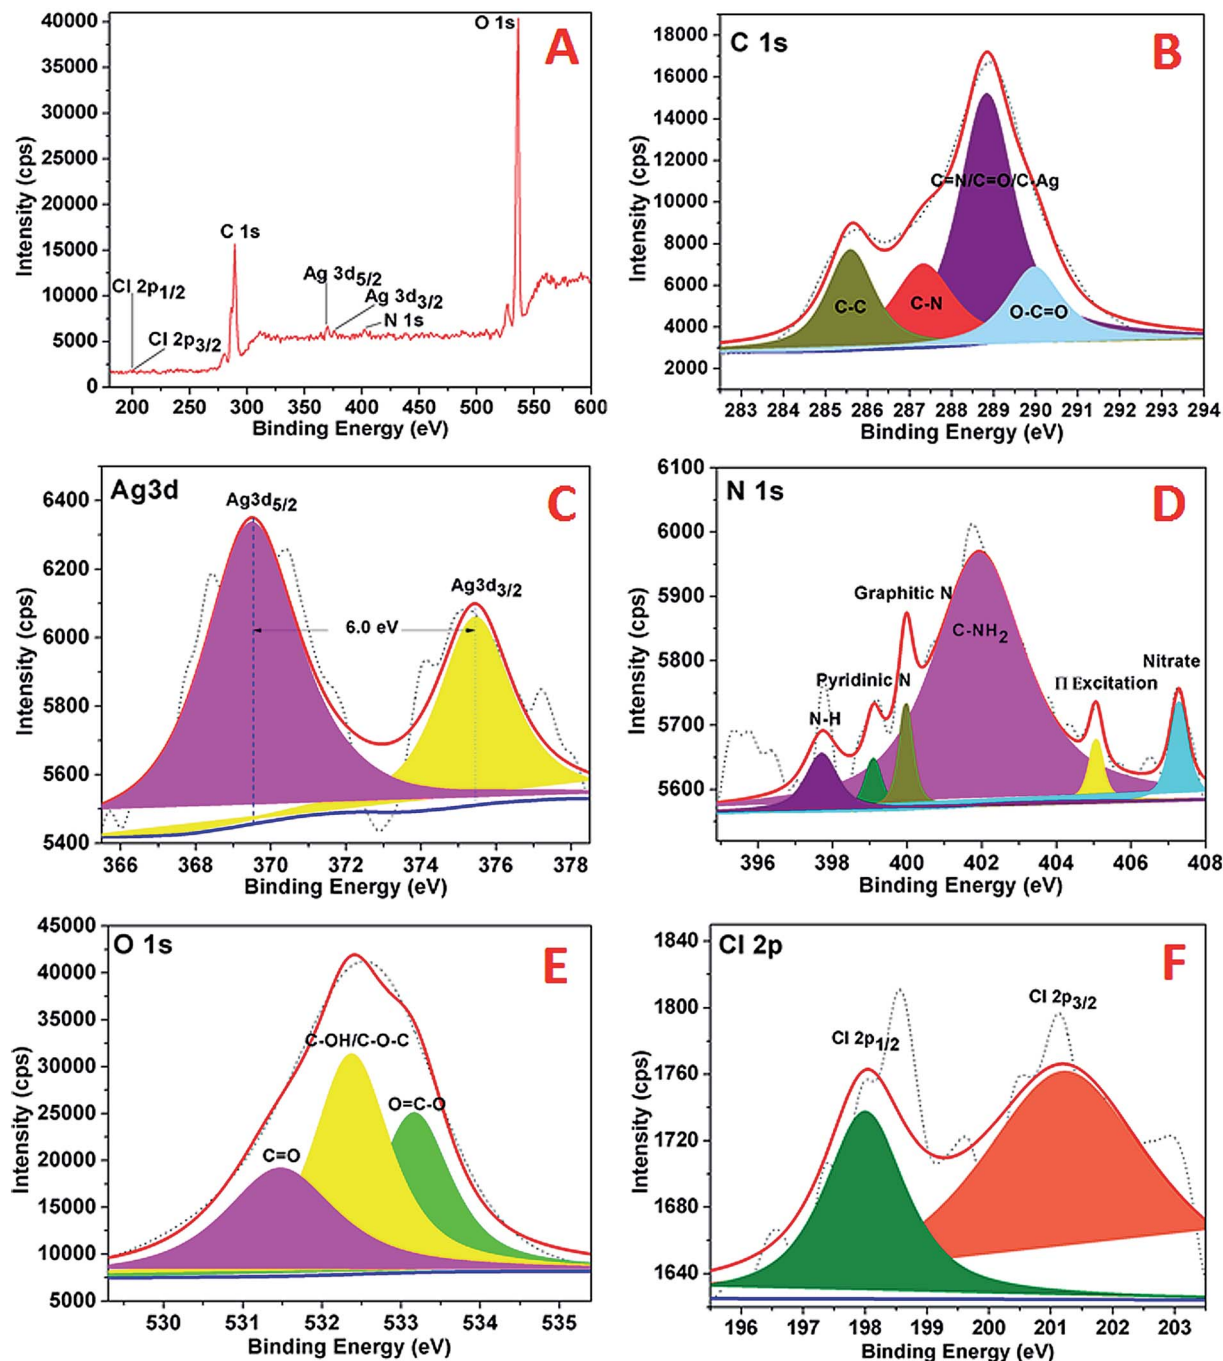 A
O 1s
C 1s
Ag 3d5/2
Ag 3d3/2
N 1s
Cl 2p1/2
Cl 2p3/2
40000
35000
30000
25000
20000
15000
10000
5000
0
Intensity (cps)
200 250 300 350 400 450 500 550 600
Binding Energy (eV)
C 1s
B
C=N/C=O/C-Ag
C-C
C-N
O-C=O
18000
16000
14000
12000
10000
8000
6000
4000
2000
Intensity (cps)
283 284 285 286 287 288 289 290 291 292 293 294
Binding Energy (eV)
Ag3d
C
Ag3d5/2
Ag3d3/2
6.0 eV
6400
6200
6000
5800
5600
5400
Intensity (cps)
366 368 370 372 374 376 378
Binding Energy (eV)
N 1s
D
Graphitic N
C-NH2
Pyridinic N
N-H
Π Excitation
Nitrate
6100
6000
5900
5800
5700
5600
Intensity (cps)
396 398 400 402 404 406 408
Binding Energy (eV)
O 1s
E
C-OH/C-O-C
O=C-O
C=O
45000
40000
35000
30000
25000
20000
15000
10000
5000
Intensity (cps)
530 531 532 533 534 535
Binding Energy (eV)
Cl 2p
F
Cl 2p1/2
Cl 2p3/2
1840
1800
1760
1720
1680
1640
Intensity (cps)
196 197 198 199 200 201 202 203
Binding Energy (eV)